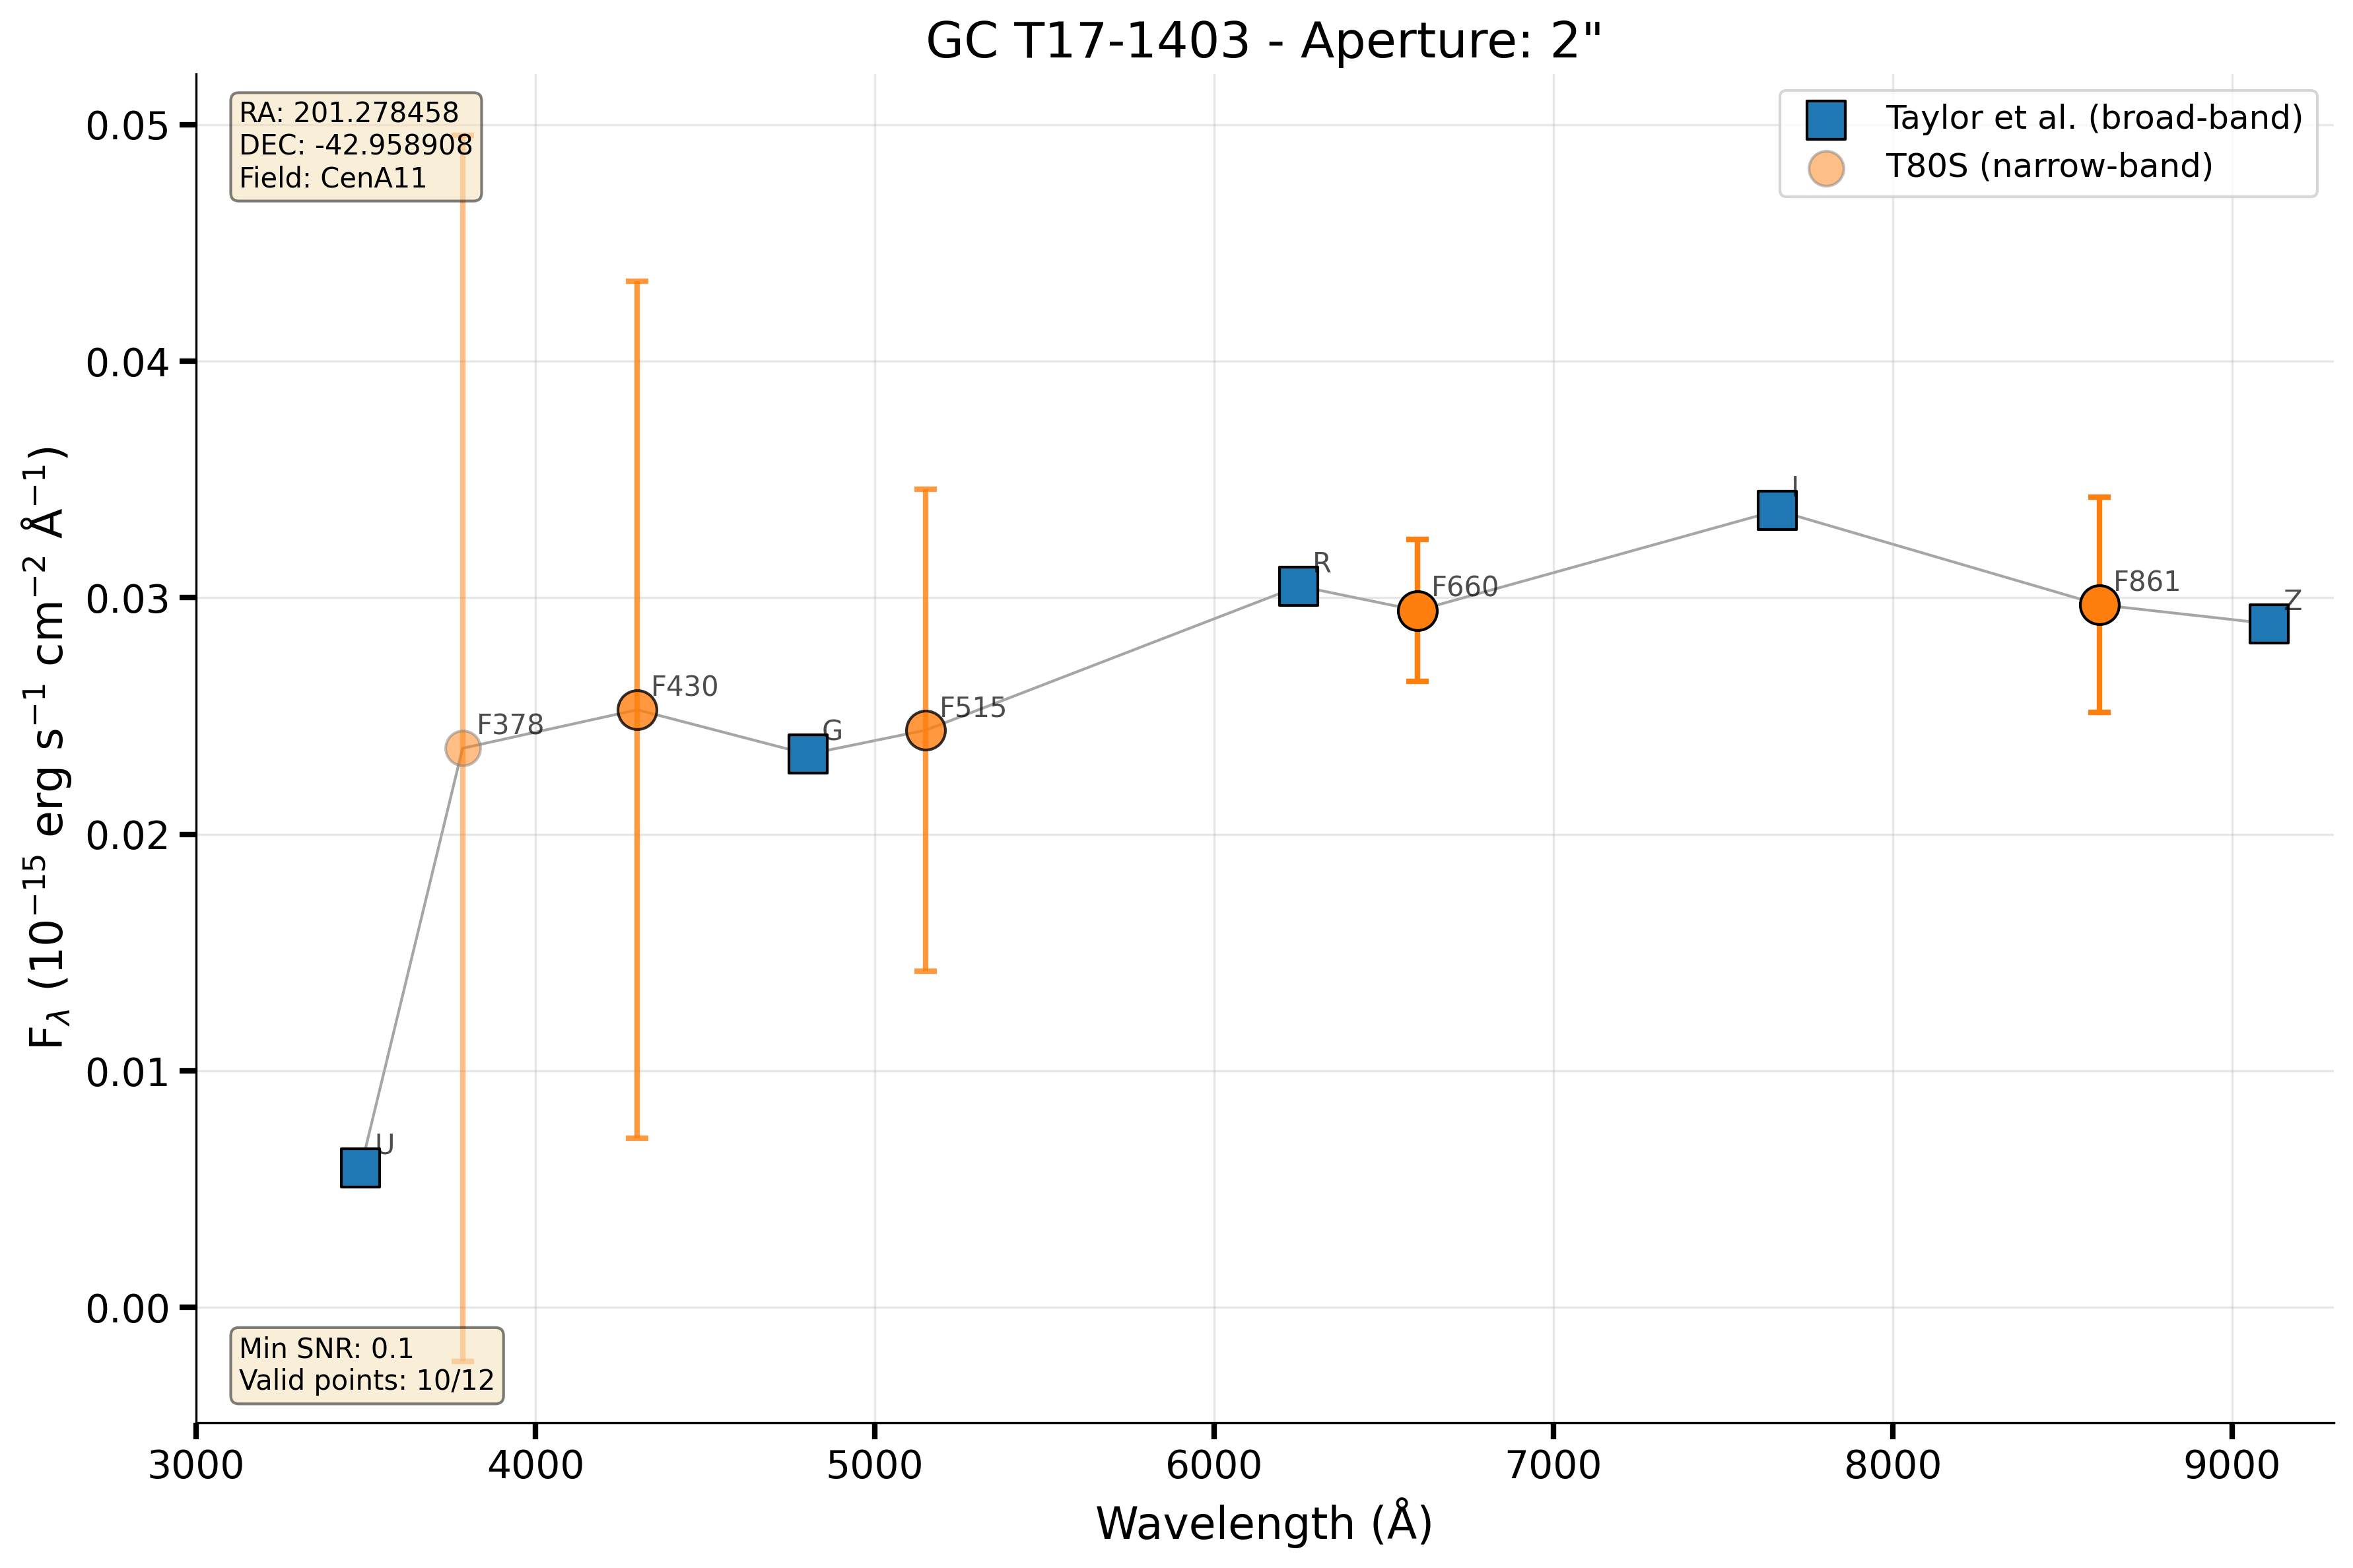 GC T17-1403 - Aperture: 2"
RA: 201.278458
DEC: -42.958908
Field: CenA11
Taylor et al. (broad-band)
T80S (narrow-band)
0.05
0.04
0.03
0.02
0.01
0.00
F$_{λ}$ (10$^{−15}$ erg s$^{−1}$ cm$^{−2}$ Å$^{−1}$)
U
F378
F430
G
F515
R
F660
I
F861
Z
Min SNR: 0.1
Valid points: 10/12
3000 4000 5000 6000 7000 8000 9000
Wavelength (Å)